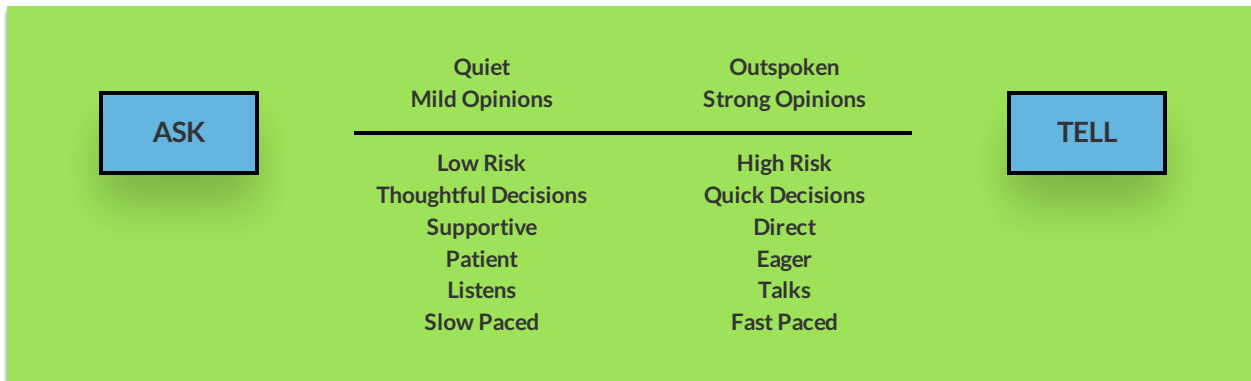 ASK
Quiet
Mild Opinions
Low Risk
Thoughtful Decisions
Supportive
Patient
Listens
Slow Paced
Outspoken
Strong Opinions
High Risk
Quick Decisions
Direct
Eager
Talks
Fast Paced
TELL